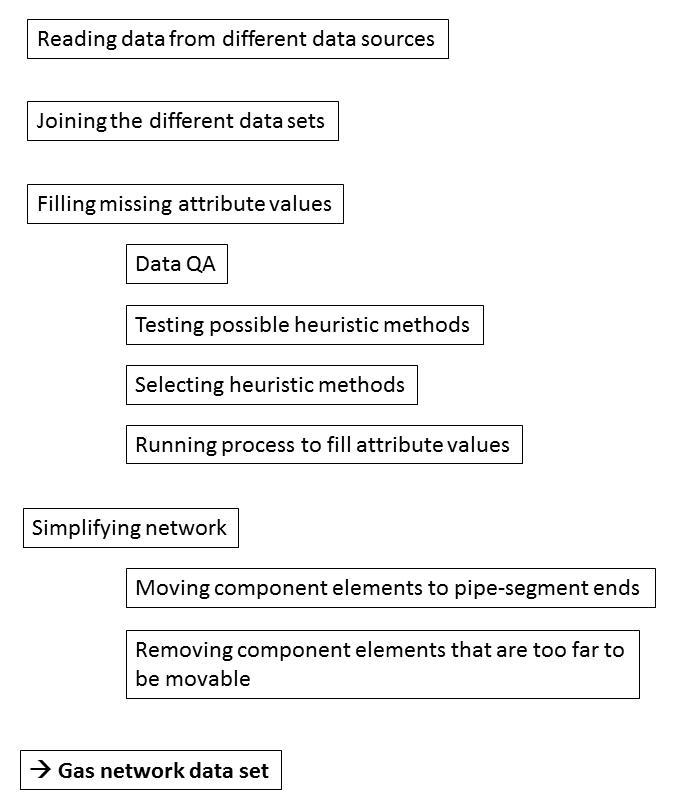 Reading data from different data sources
Joining the different data sets
Filling missing attribute values
Data QA
Testing possible heuristic methods
Selecting heuristic methods
Running process to fill attribute values
Simplifying network
Moving component elements to pipe-segment ends
Removing component elements that are too far to
be movable
→ Gas network data set